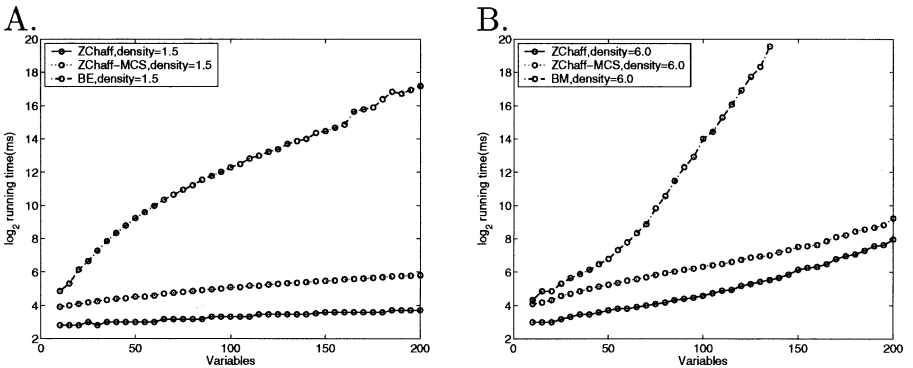 A.
20
18
16
14
12
10
8
6
4
2
log2 running time(ms)
ZChaff,density=1.5
ZChaff-MCS,density=1.5
BE,density=1.5
0
50
100
150
200
Variables
B.
20
18
16
14
12
10
8
6
4
2
log2 running time(ms)
ZChaff,density=6.0
ZChaff-MCS,density=6.0
BM,density=6.0
0
50
100
150
200
Variables